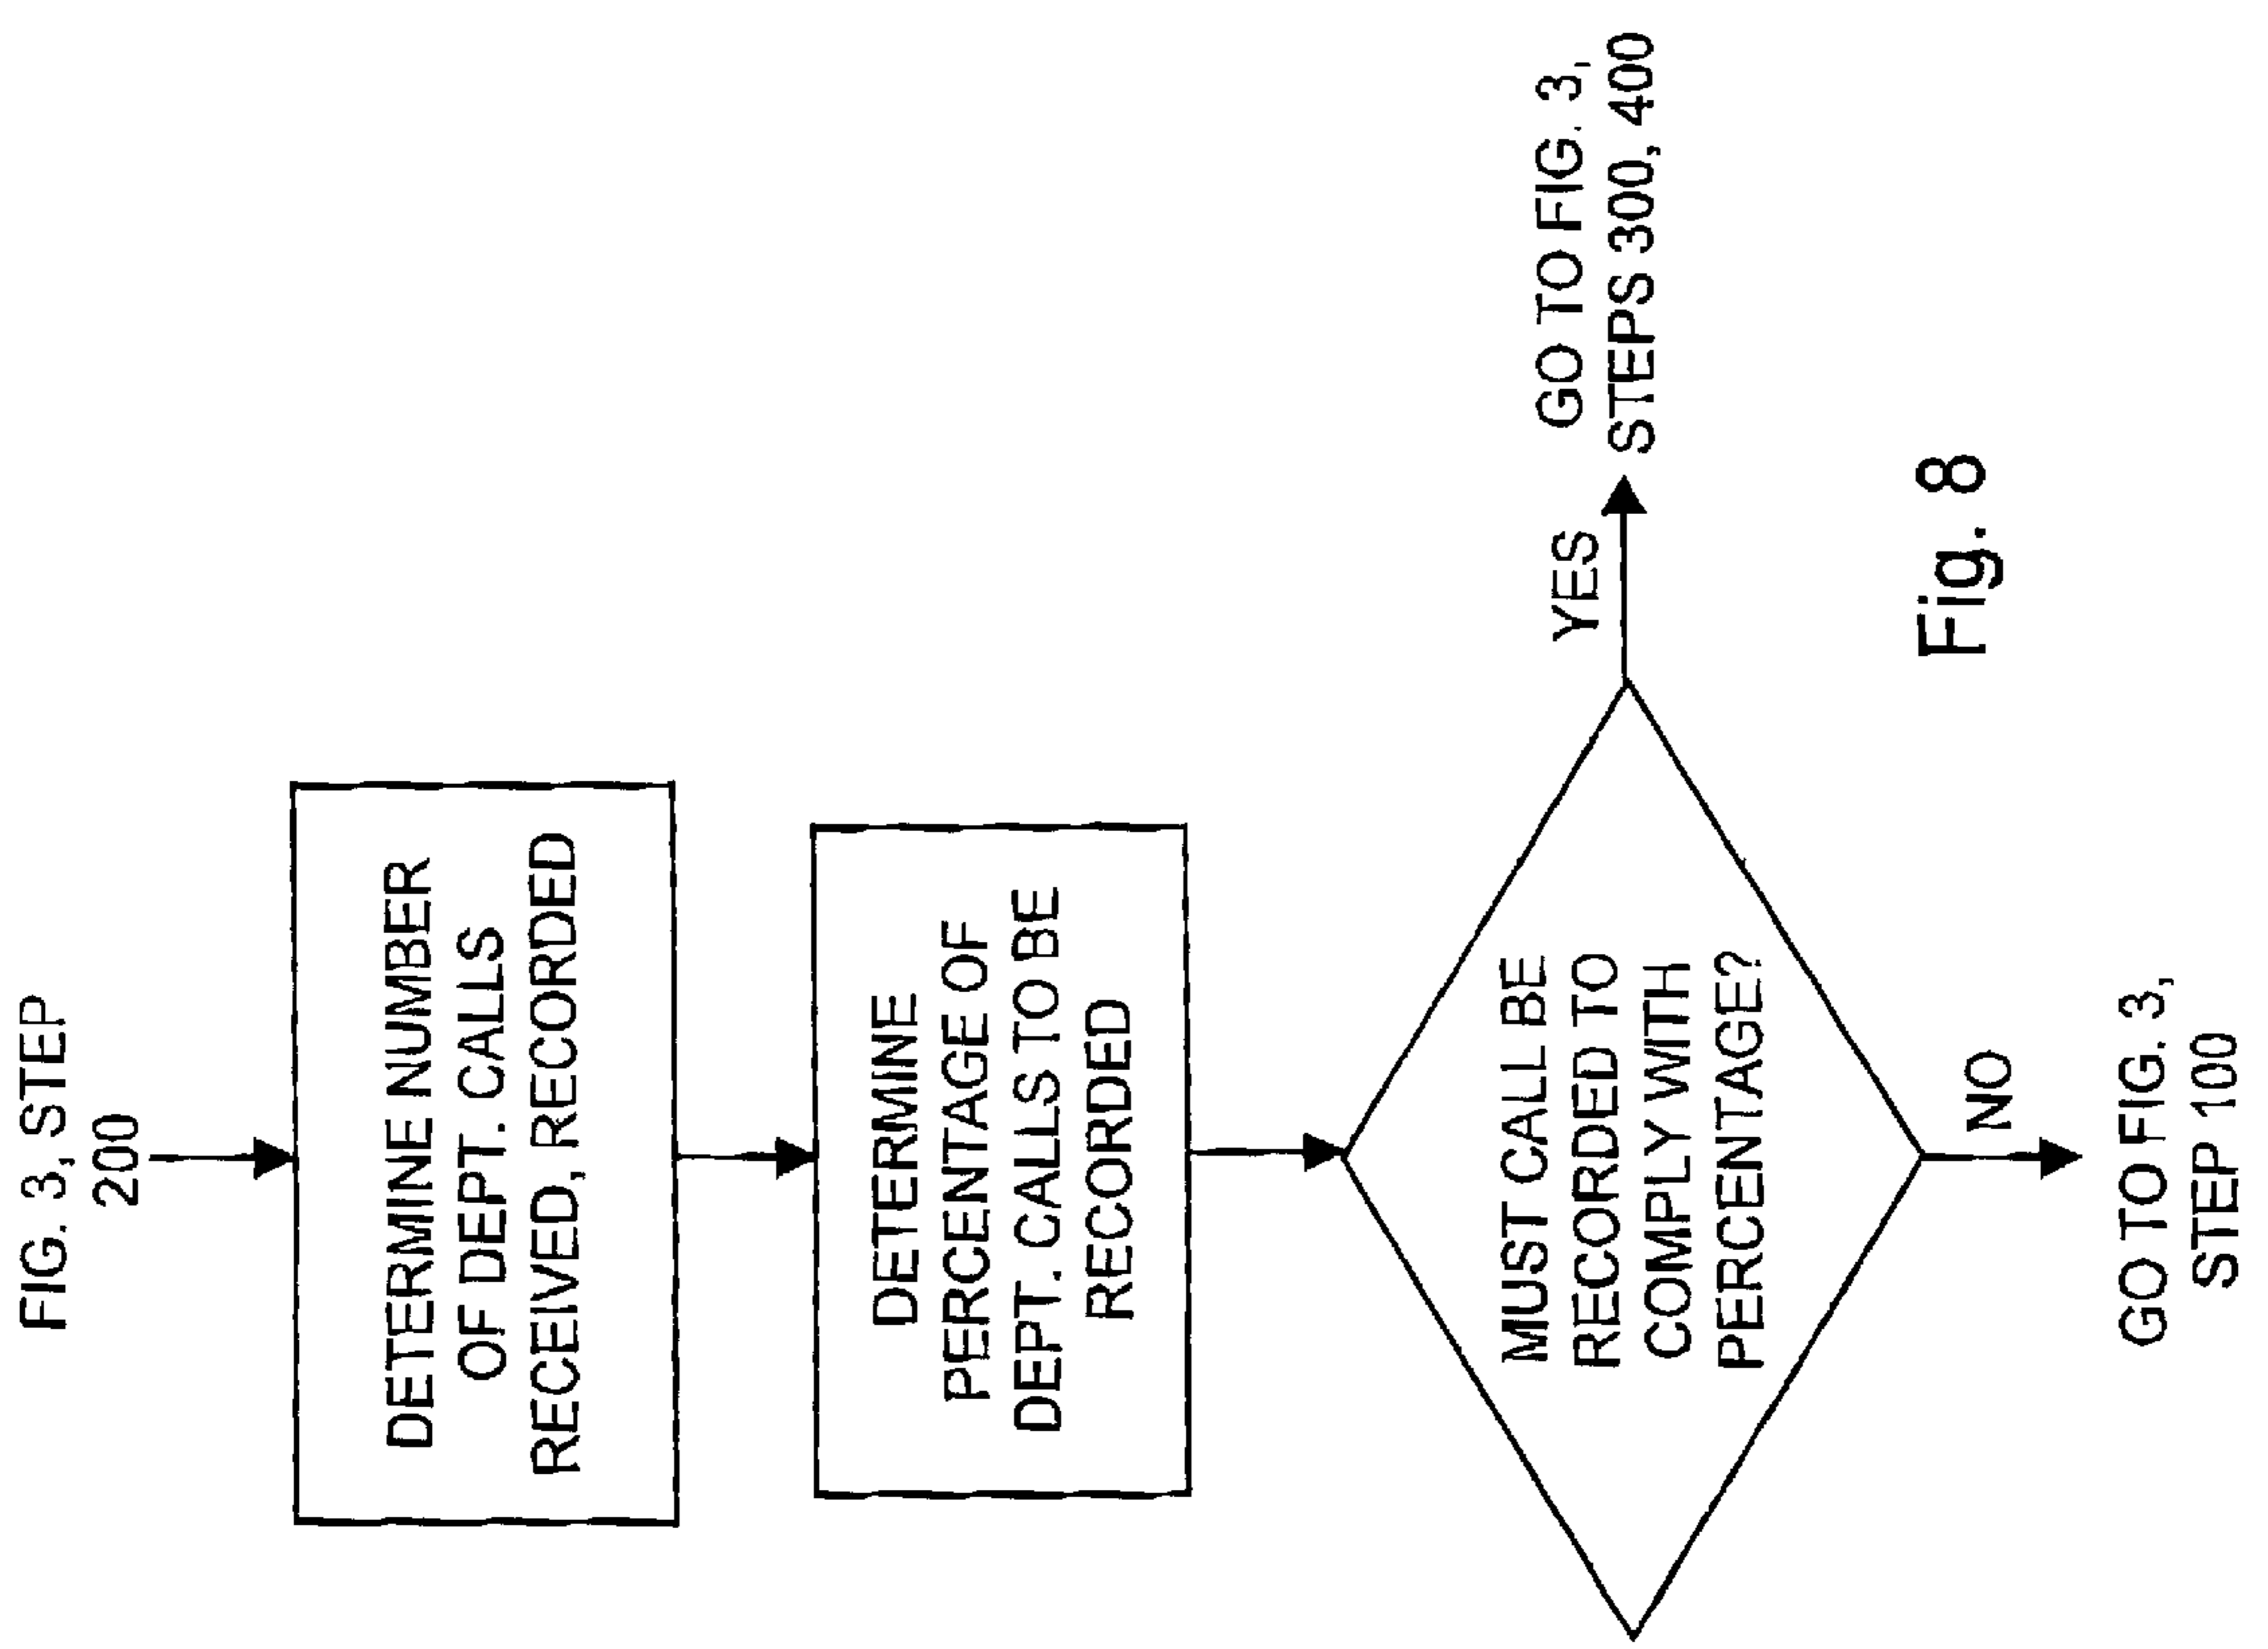 FIG. 3, STEP
200
DETERMINE NUMBER
OF DEPT. CALLS
RECEIVED, RECORDED
DETERMINE
PERCENTAGE OF
DEPT. CALLS TO BE
RECORDED
MUST CALL BE
RECORDED TO
COMPLY WITH
PERCENTAGE?
YES
GO TO FIG. 3,
STEPS 300, 400
NO
GO TO FIG. 3,
STEP 100
Fig. 8